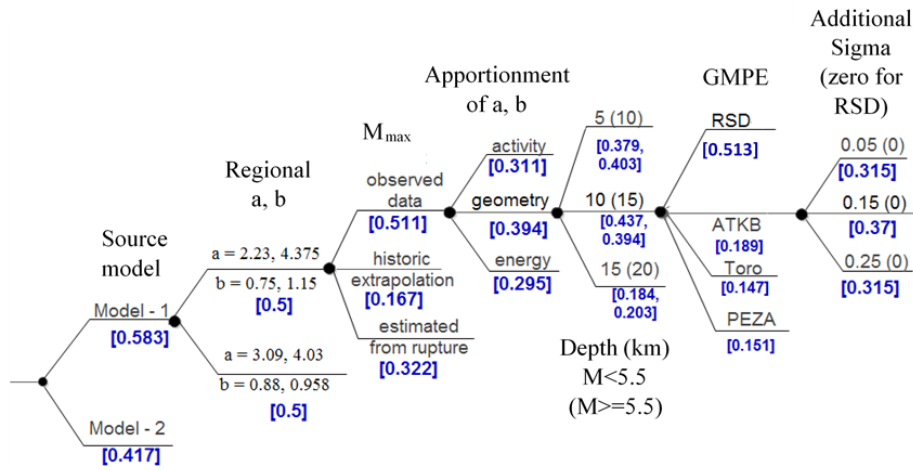 Source
model
Model - 1
[0.583]
Model - 2
[0.417]
Regional
a, b
a = 2.23, 4.375
b = 0.75, 1.15
[0.5]
a = 3.09, 4.03
b = 0.88, 0.958
[0.5]
Mmax
observed
data
[0.511]
historic
extrapolation
[0.167]
estimated
from rupture
[0.322]
Apportionment
of a, b
activity
[0.311]
geometry
[0.394]
energy
[0.295]
5 (10)
[0.379,
0.403]
10 (15)
[0.437,
0.394]
15 (20)
[0.184,
0.203]
Depth (km)
M<5.5
(M>=5.5)
GMPE
RSD
[0.513]
ATKB
[0.189]
Toro
[0.147]
PEZA
[0.151]
Additional
Sigma
(zero for
RSD)
0.05 (0)
[0.315]
0.15 (0)
[0.37]
0.25 (0)
[0.315]